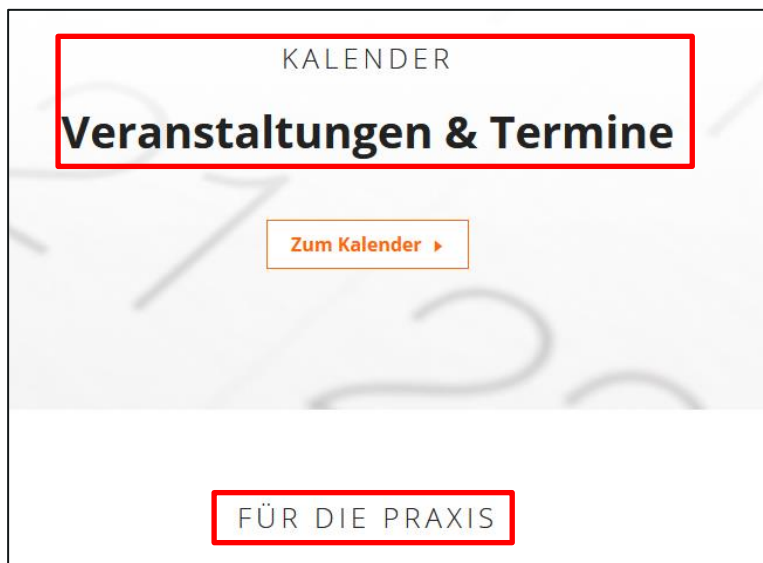 KALENDER
Veranstaltungen & Termine
Zum Kalender
FÜR DIE PRAXIS